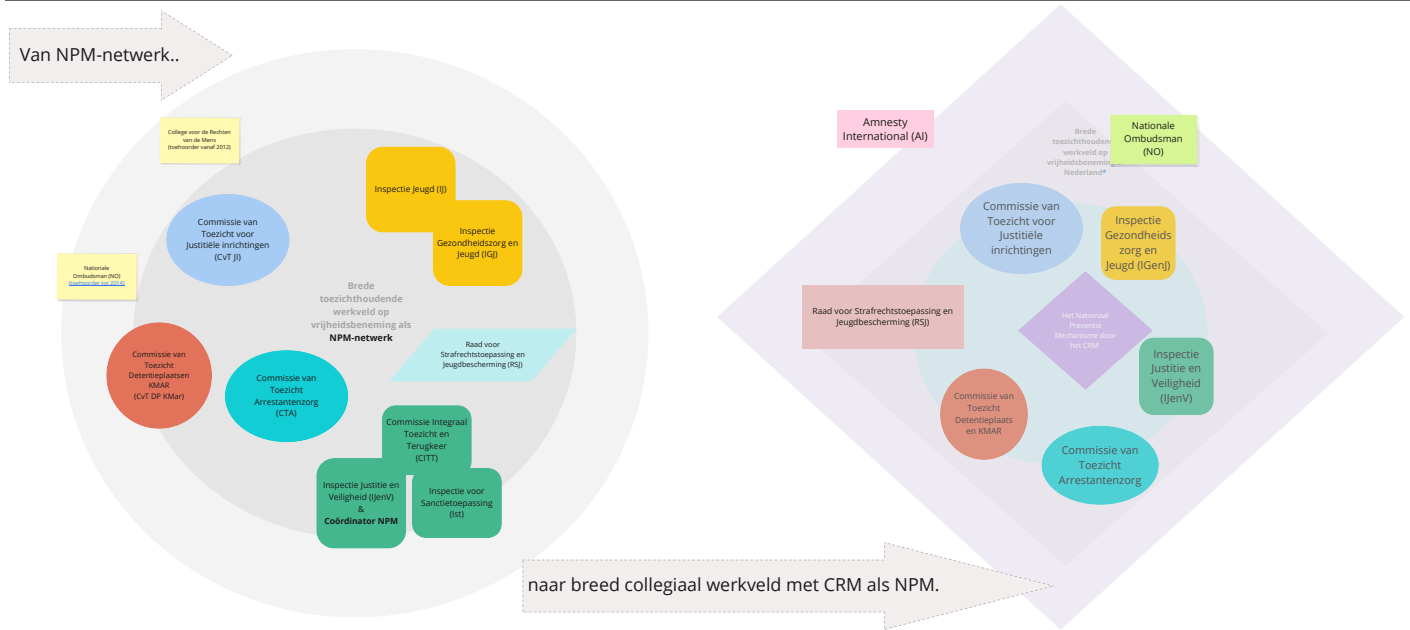 Van NPM-netwerk..
College voor de Rechten
van de Mens
(toehoorder vanaf 2012)
Inspectie Jeugd (IJ)
Commissie van
Toezicht voor
Justitiële inrichtingen
(CvT JI)
Inspectie
Gezondheidszorg en
Jeugd (IGJ)
Nationale
Ombudsman (NO)
(toehoorder tot 2014)
Brede
toezichthoudende
werkveld op
vrijheidsbeneming als
NPM-netwerk
Raad voor
Strafrechtstoepassing en
Jeugdbescherming (RSJ)
Commissie van
Toezicht
Detentieplaatsen
KMAR
(CvT DP KMar)
Commissie van
Toezicht
Arrestantenzorg
(CTA)
Commissie Integraal
Toezicht en
Terugkeer
(CITT)
Inspectie Justitie en
Veiligheid (IJenV)
&
Coördinator NPM
Inspectie voor
Sanctietoepassing
(Ist)
naar breed collegiaal werkveld met CRM als NPM.
Amnesty
International (AI)
Brede
toezichthoudend
werkveld op
vrijheidsbeneming
Nederland*
Nationale
Ombudsman
(NO)
Commissie van
Toezicht voor
Justitiële
inrichtingen
Inspectie
Gezondheids
zorg en
Jeugd (IGenJ)
Raad voor Strafrechtstoepassing en
Jeugdbescherming (RSJ)
Het Nationaal
Preventie
Mechanisme door
het CRM
Inspectie
Justitie en
Veiligheid
(IJenV)
Commissie van
Toezicht
Detentieplaats
en KMAR
Commissie van
Toezicht
Arrestantenzorg